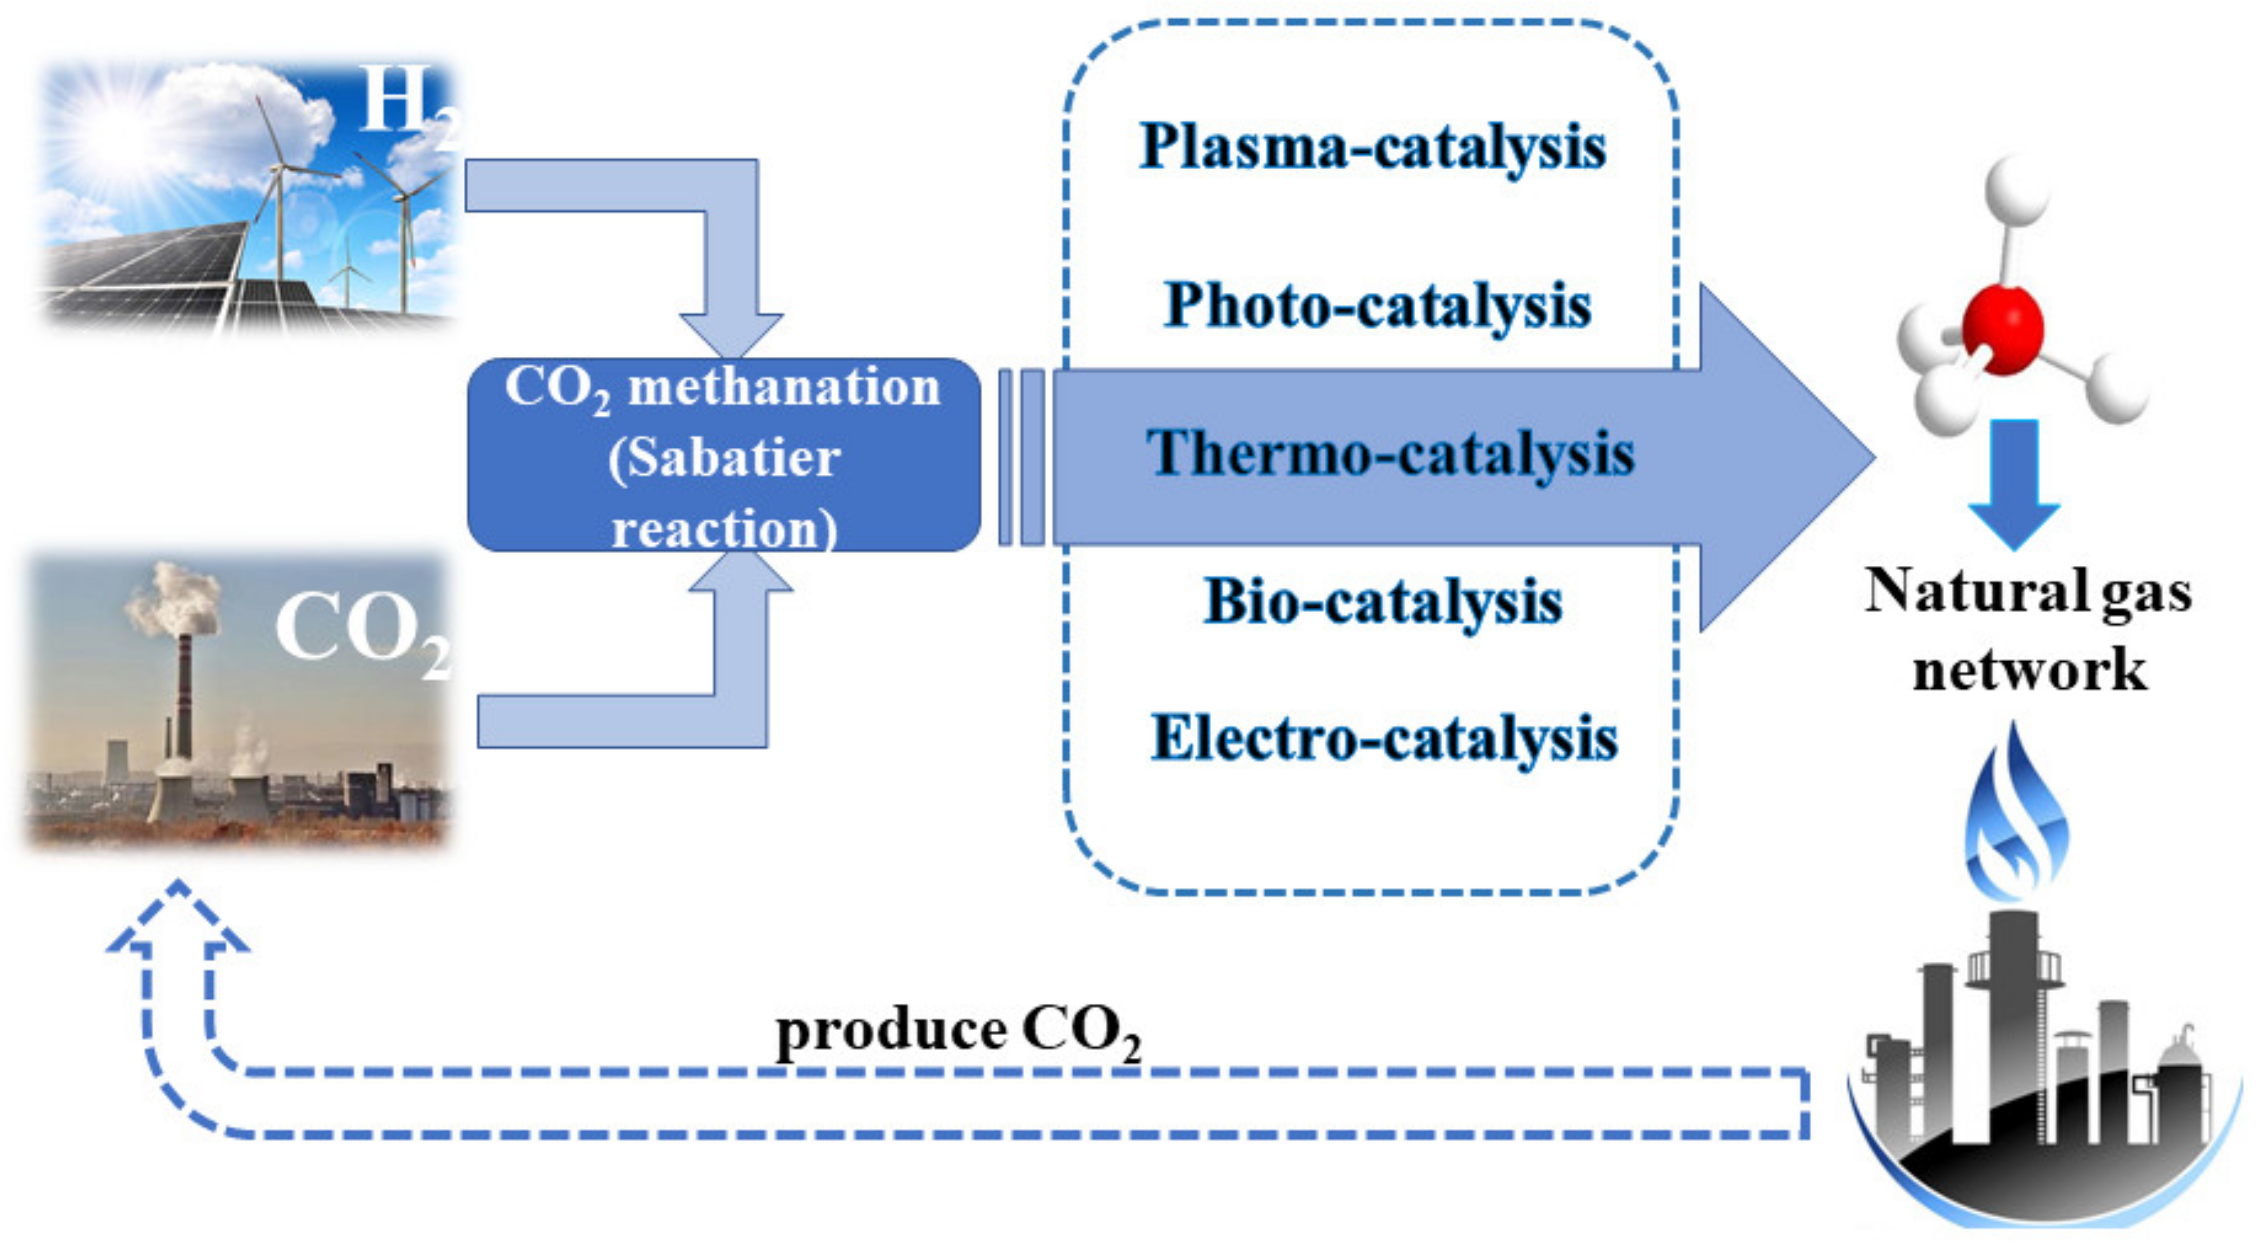 H₂
CO₂ methanation
(Sabatier
reaction)
CO₂
Plasma-catalysis
Photo-catalysis
Thermo-catalysis
Bio-catalysis
Electro-catalysis
Natural gas
network
produce CO₂